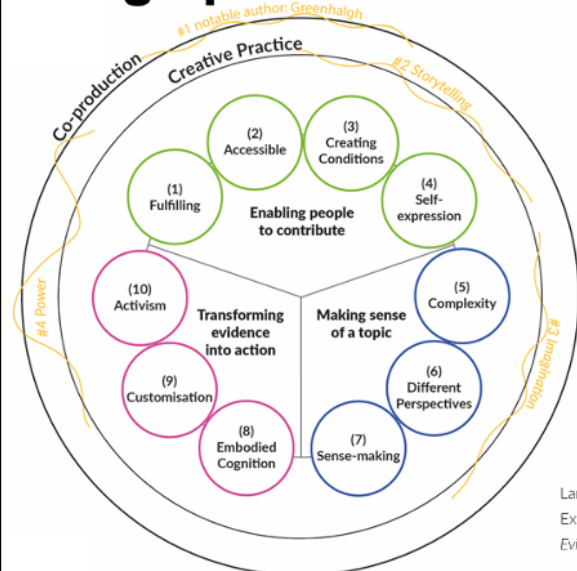 #1 notable author: Greenhalgh
Co-production
Creative Practice
#2 Storytelling
(2)
Accessible
(3)
Creating
Conditions
(1)
Fulfilling
(4)
Self-
expression
Enabling people
to contribute
(10)
Activism
(5)
Complexity
Transforming
evidence
into action
Making sense
of a topic
#4 Power
#3 Imagination
(9)
Customisation
(6)
Different
Perspectives
(8)
Embodied
Cognition
(7)
Sense-making